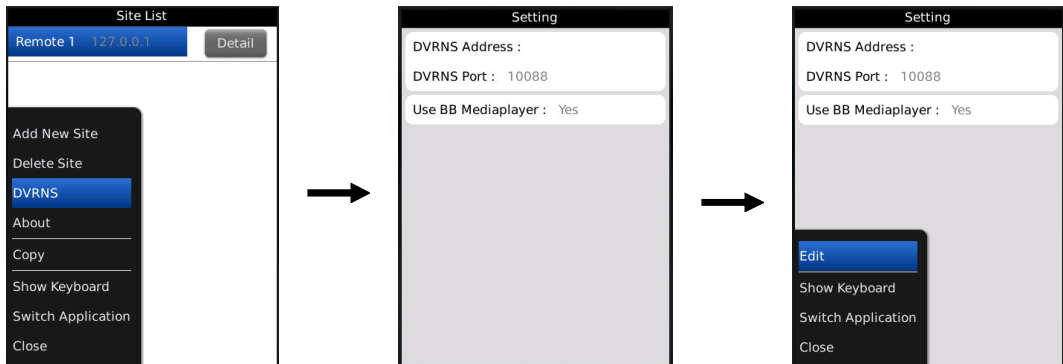 Site List
Remote 1 127.0.0.1 Detail
Add New Site
Delete Site
DVRNS
About
Copy
Show Keyboard
Switch Application
Close
Setting
DVRNS Address :
DVRNS Port : 10088
Use BB Mediaplayer : Yes
Setting
DVRNS Address :
DVRNS Port : 10088
Use BB Mediaplayer : Yes
Edit
Show Keyboard
Switch Application
Close